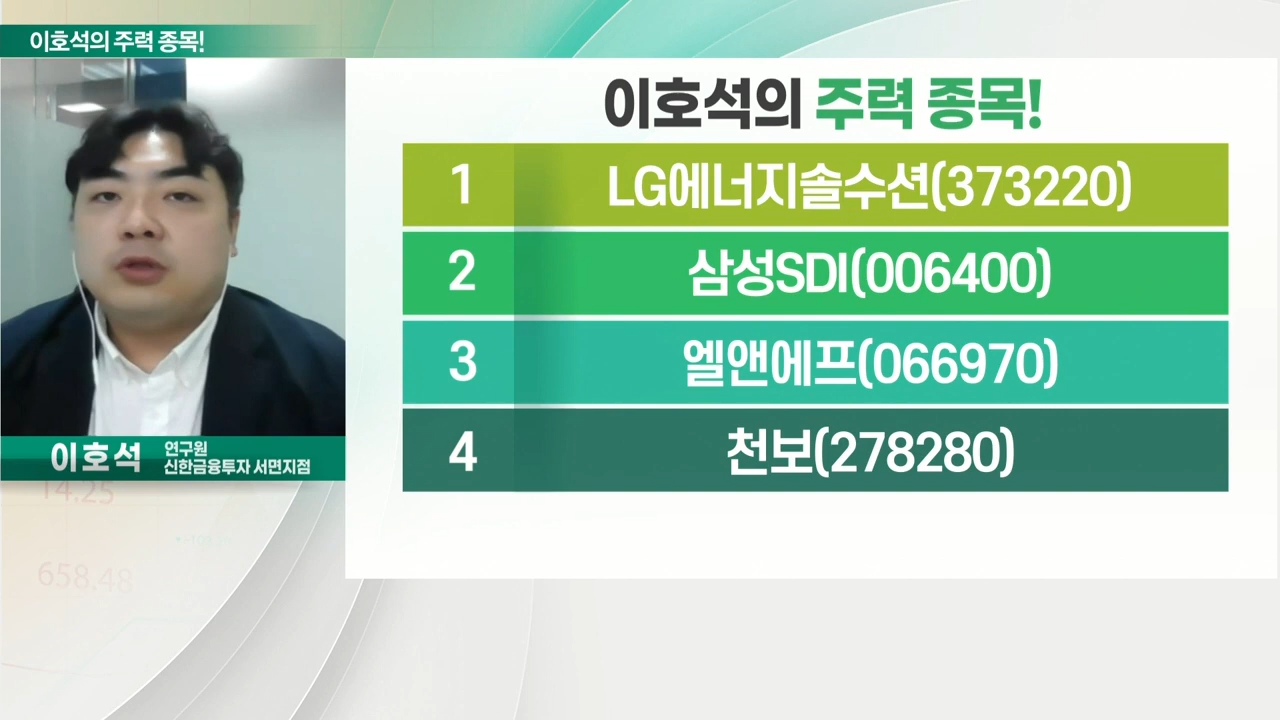 이호석의 주력 종목!
이호석의 주력 종목!
1 LG에너지솔수션(373220)
2 삼성SDI(006400)
3 엘앤에프(066970)
4 천보(278280)
이호석 연구원
신한금융투자 서면지점
14.25
658.48